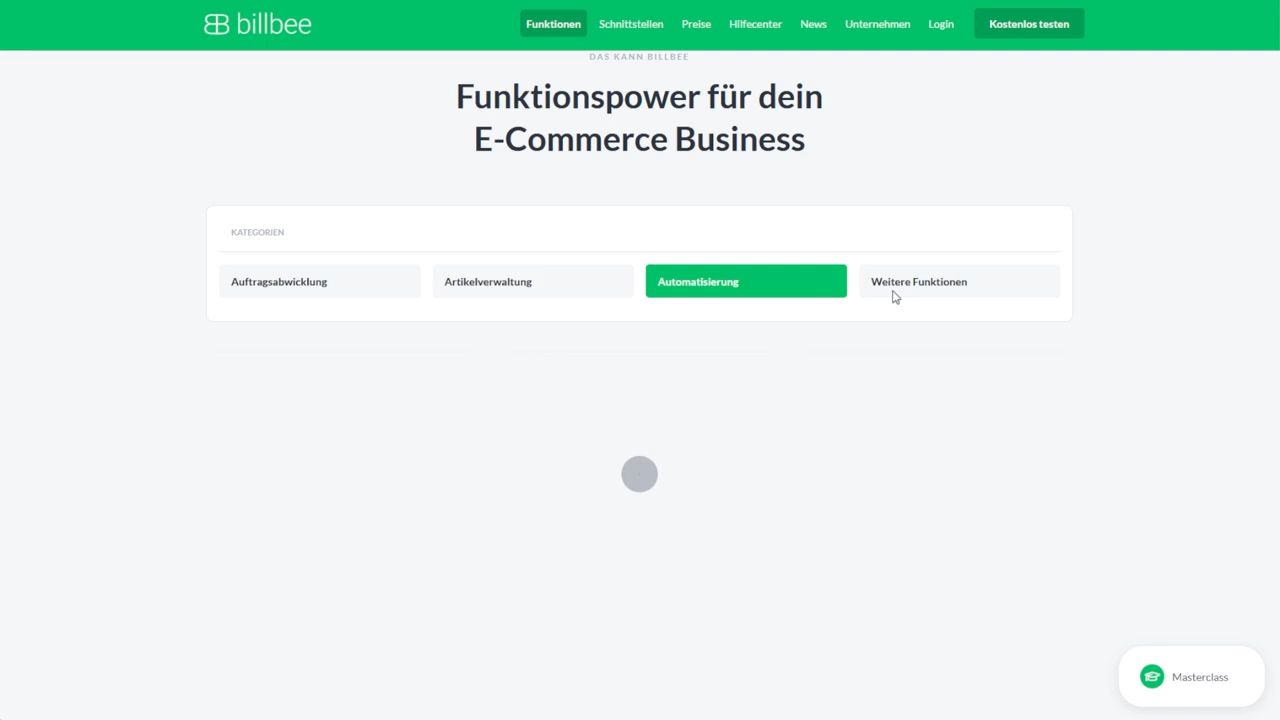 billbee
Funktionen
Schnittstellen
Preise
Hilfecenter
News
Unternehmen
Login
Kostenlos testen
DAS KANN BILLBEE
Funktionspower für dein
E-Commerce Business
KATEGORIEN
Auftragsabwicklung
Artikelverwaltung
Automatisierung
Weitere Funktionen
Masterclass